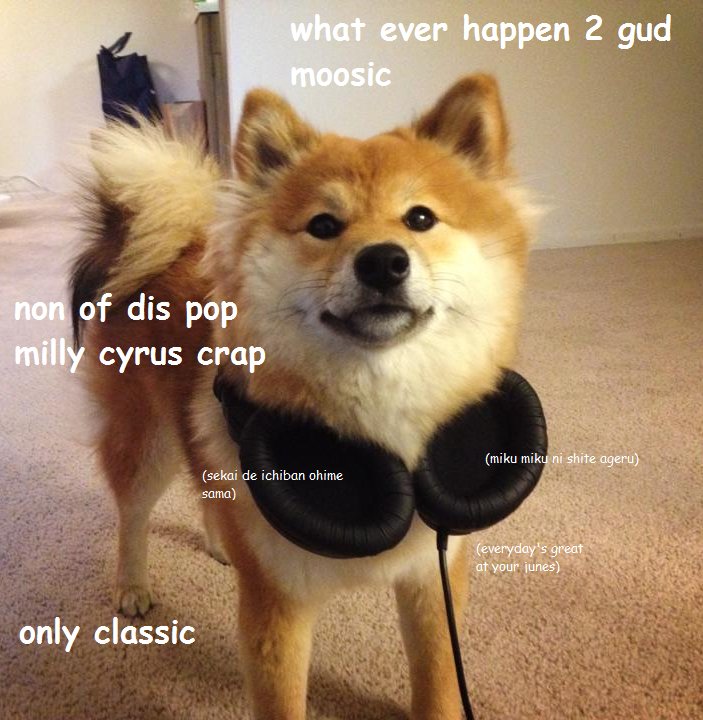 what ever happen 2 gud
moosic
non of dis pop
milly cyrus crap
(miku miku ni shite ageru)
(sekai de ichiban ohime
sama)
(everyday's great
at your junes)
only classic